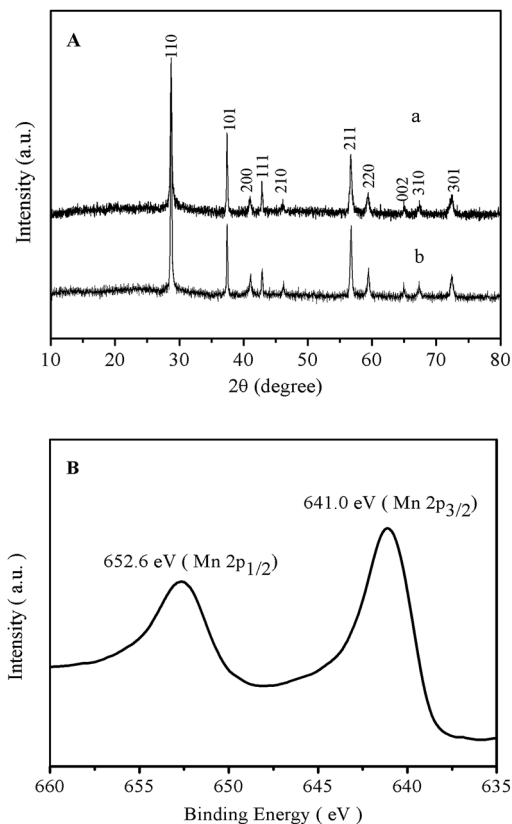 A
110
101
200
111
210
211
220
002
310
301
a
b
Intensity (a.u.)
10 20 30 40 50 60 70 80
2θ (degree)
B
641.0 eV ( Mn 2p3/2)
652.6 eV ( Mn 2p1/2)
Intensity ( a.u. )
660 655 650 645 640 635
Binding Energy ( eV )